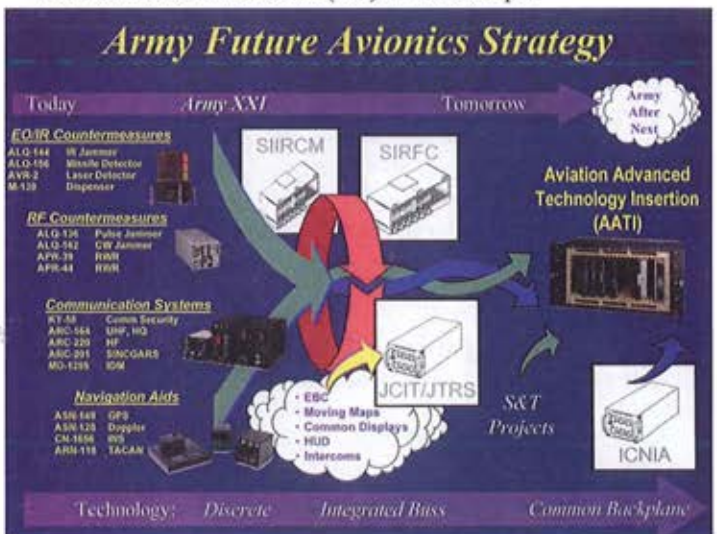 Army Future Avionics Strategy
Today Army XXI Tomorrow
Army
After
Next
EO/IR Countermeasures
ALQ-144 IR Jammer
ALQ-156 Missile Detector
AVR-2 Laser Detector
M-130 Dispenser
RF Countermeasures
ALQ-136 Pulse Jammer
ALQ-162 CW Jammer
APR-39 RWR
APR-44 RWR
Communication Systems
KY-58 Comm Security
ARC-164 UHF, HQ
ARC-220 HF
ARC-201 SINCGARS
MD-1295 IDM
Navigation Aids
ASN-149 GPS
ASN-128 Doppler
CN-1656 INS
ARN-118 TACAN
SIIRCM
SIRFC
Aviation Advanced
Technology Insertion
(AATI)
JCIT/JTRS
• EBC
• Moving Maps
• Common Displays
• HUD
• Intercoms
S&T
Projects
ICNIA
Technology: Discrete Integrated Buss Common Backplane